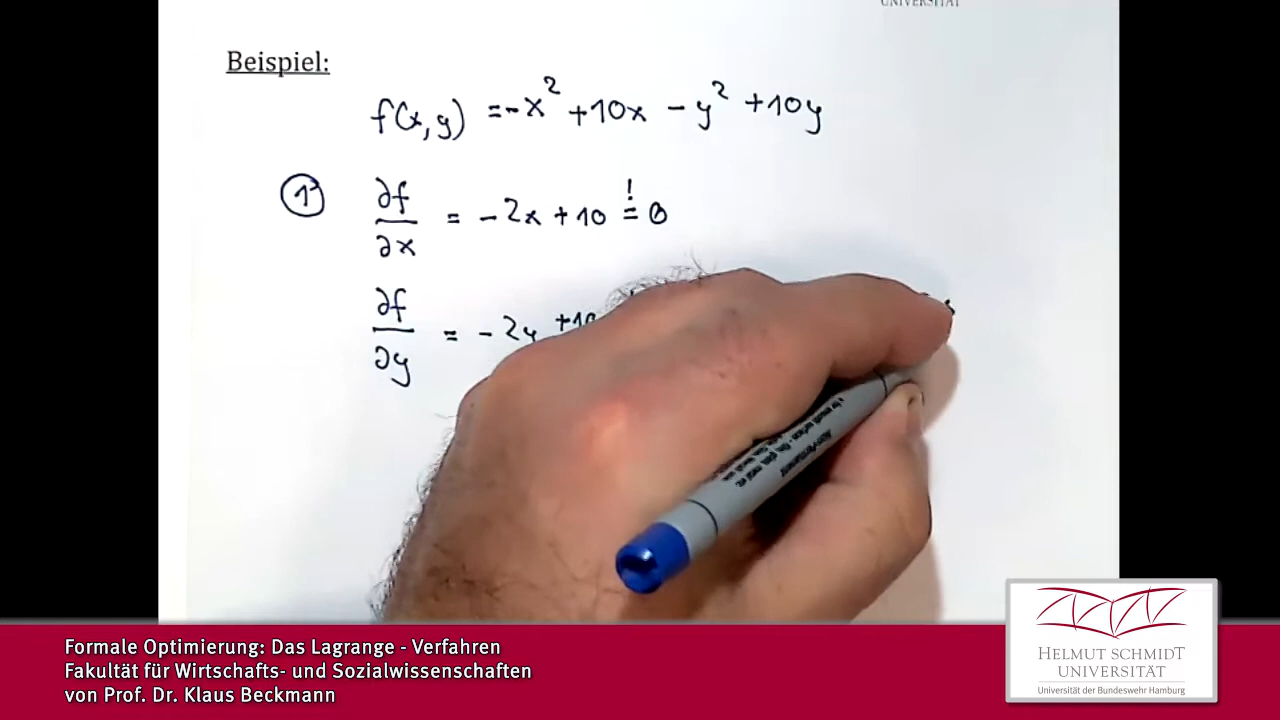 UNIVERSITÄT
Beispiel:
f(x,y) = -x² + 10x - y² + 10y
① ∂f/∂x = -2x + 10 =! 0
∂f/∂y = -2y + 10
Formale Optimierung: Das Lagrange - Verfahren
Fakultät für Wirtschafts- und Sozialwissenschaften
von Prof. Dr. Klaus Beckmann
HELMUT SCHMIDT
UNIVERSITÄT
Universität der Bundeswehr Hamburg